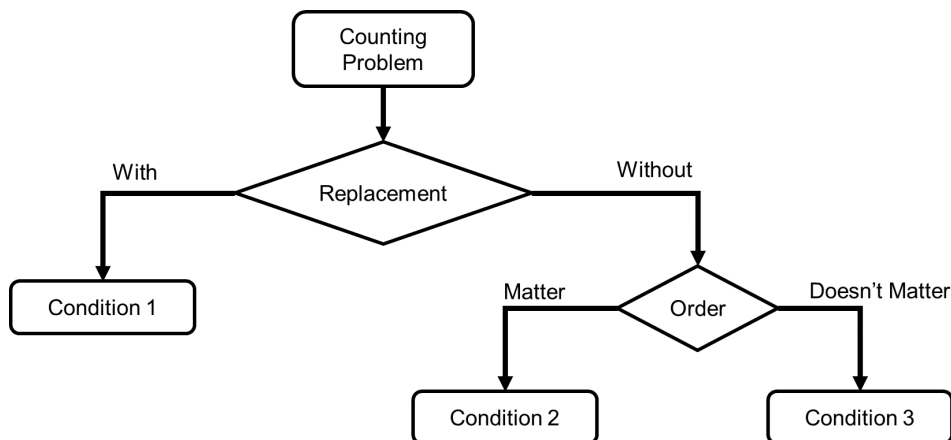 Counting
Problem
With
Replacement
Without
Condition 1
Matter
Order
Doesn't Matter
Condition 2
Condition 3